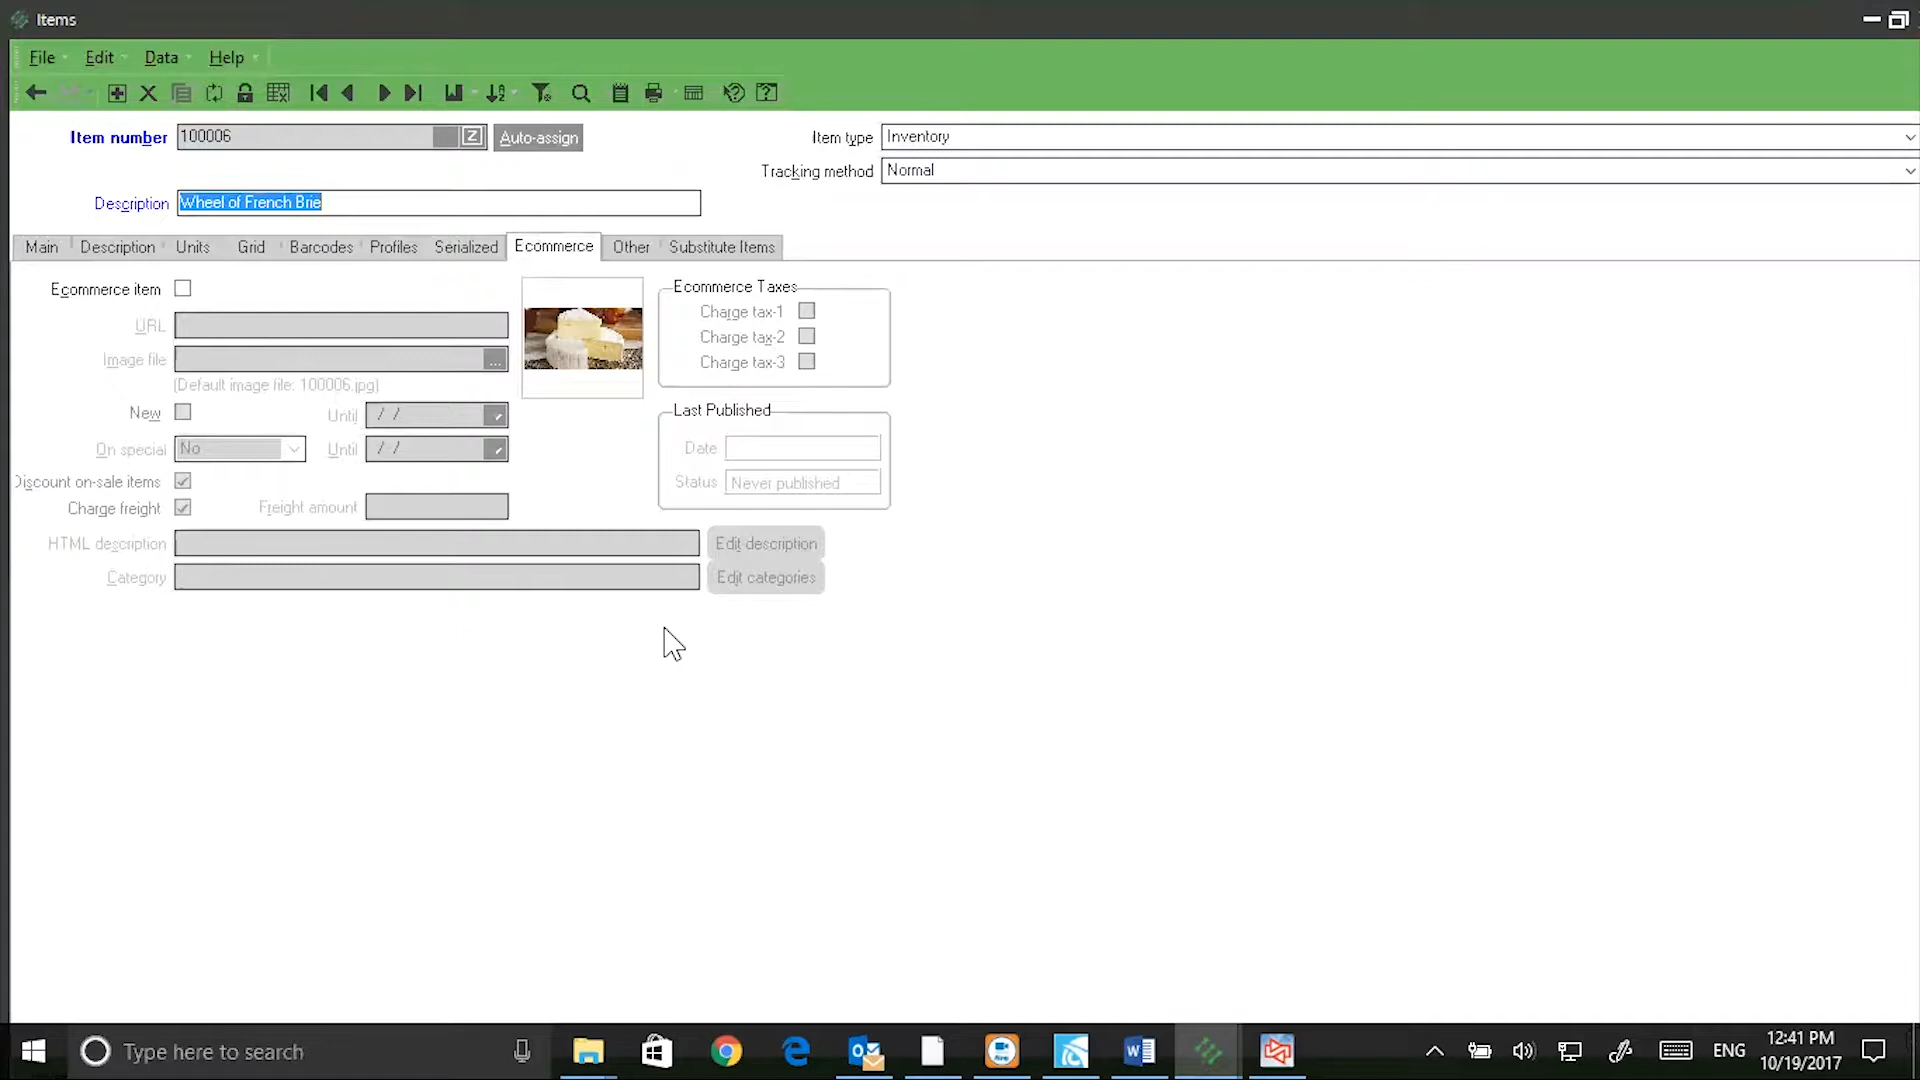 Items
File Edit Data Help
Item number 100006 Z Auto-assign Item type Inventory
Tracking method Normal
Description Wheel of French Brie
Main Description Units Grid Barcodes Profiles Serialized Ecommerce Other Substitute Items
Ecommerce item Ecommerce Taxes
URL Charge tax-1
Charge tax-2
Image file ... Charge tax-3
(Default image file: 100006.jpg)
New Until / / Last Published
On special No Until / / Date
Discount on-sale items Status Never published
Charge freight Freight amount
HTML description Edit description
Category Edit categories
Type here to search ENG 12:41 PM
10/19/2017